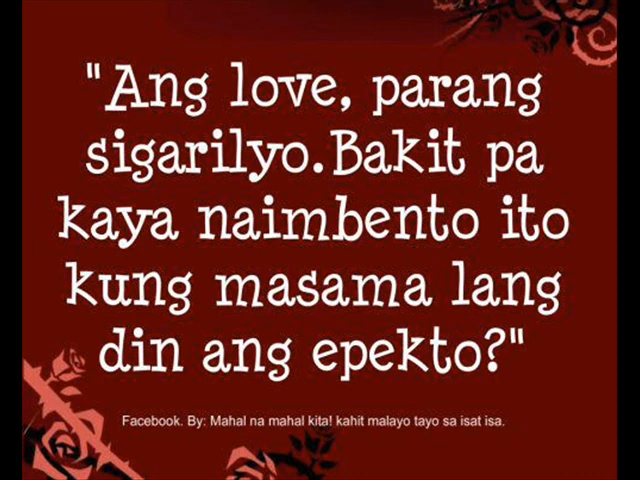 "Ang love, parang
sigarilyo.Bakit pa
kaya naimbento ito
kung masama lang
din ang epekto?"
Facebook. By: Mahal na mahal kita! kahit malayo tayo sa isat isa.